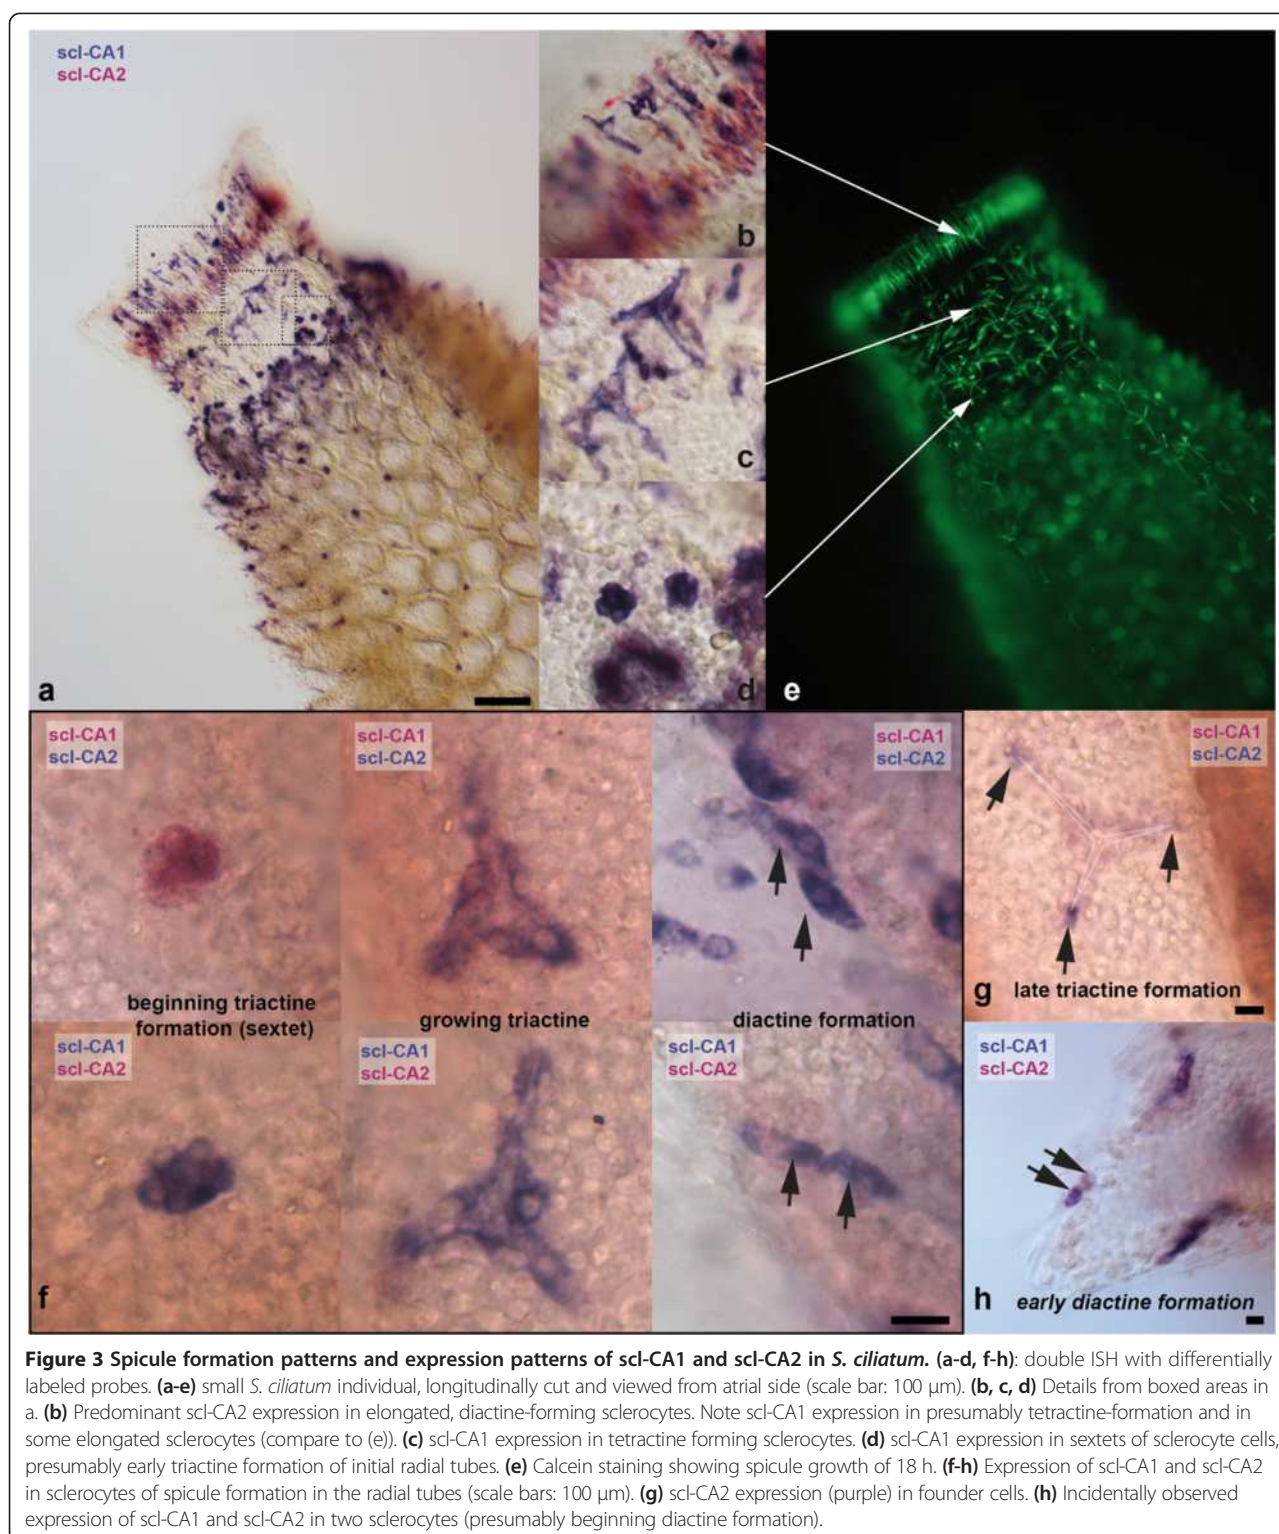 scl-CA1
scl-CA2
a
b
c
d
e
scl-CA1
scl-CA2
beginning triactine
formation (sextet)
scl-CA1
scl-CA2
growing triactine
scl-CA1
scl-CA2
diactine formation
scl-CA1
scl-CA2
g
late triactine formation
scl-CA1
scl-CA2
f
scl-CA1
scl-CA2
scl-CA1
scl-CA2
scl-CA1
scl-CA2
h
early diactine formation
Figure 3 Spicule formation patterns and expression patterns of scl-CA1 and scl-CA2 in S. ciliatum. (a-d, f-h): double ISH with differentially
labeled probes. (a-e) small S. ciliatum individual, longitudinally cut and viewed from atrial side (scale bar: 100 μm). (b, c, d) Details from boxed areas in
a. (b) Predominant scl-CA2 expression in elongated, diactine-forming sclerocytes. Note scl-CA1 expression in presumably tetractine-formation and in
some elongated sclerocytes (compare to (e)). (c) scl-CA1 expression in tetractine forming sclerocytes. (d) scl-CA1 expression in sextets of sclerocyte cells,
presumably early triactine formation of initial radial tubes. (e) Calcein staining showing spicule growth of 18 h. (f-h) Expression of scl-CA1 and scl-CA2
in sclerocytes of spicule formation in the radial tubes (scale bars: 100 μm). (g) scl-CA2 expression (purple) in founder cells. (h) Incidentally observed
expression of scl-CA1 and scl-CA2 in two sclerocytes (presumably beginning diactine formation).